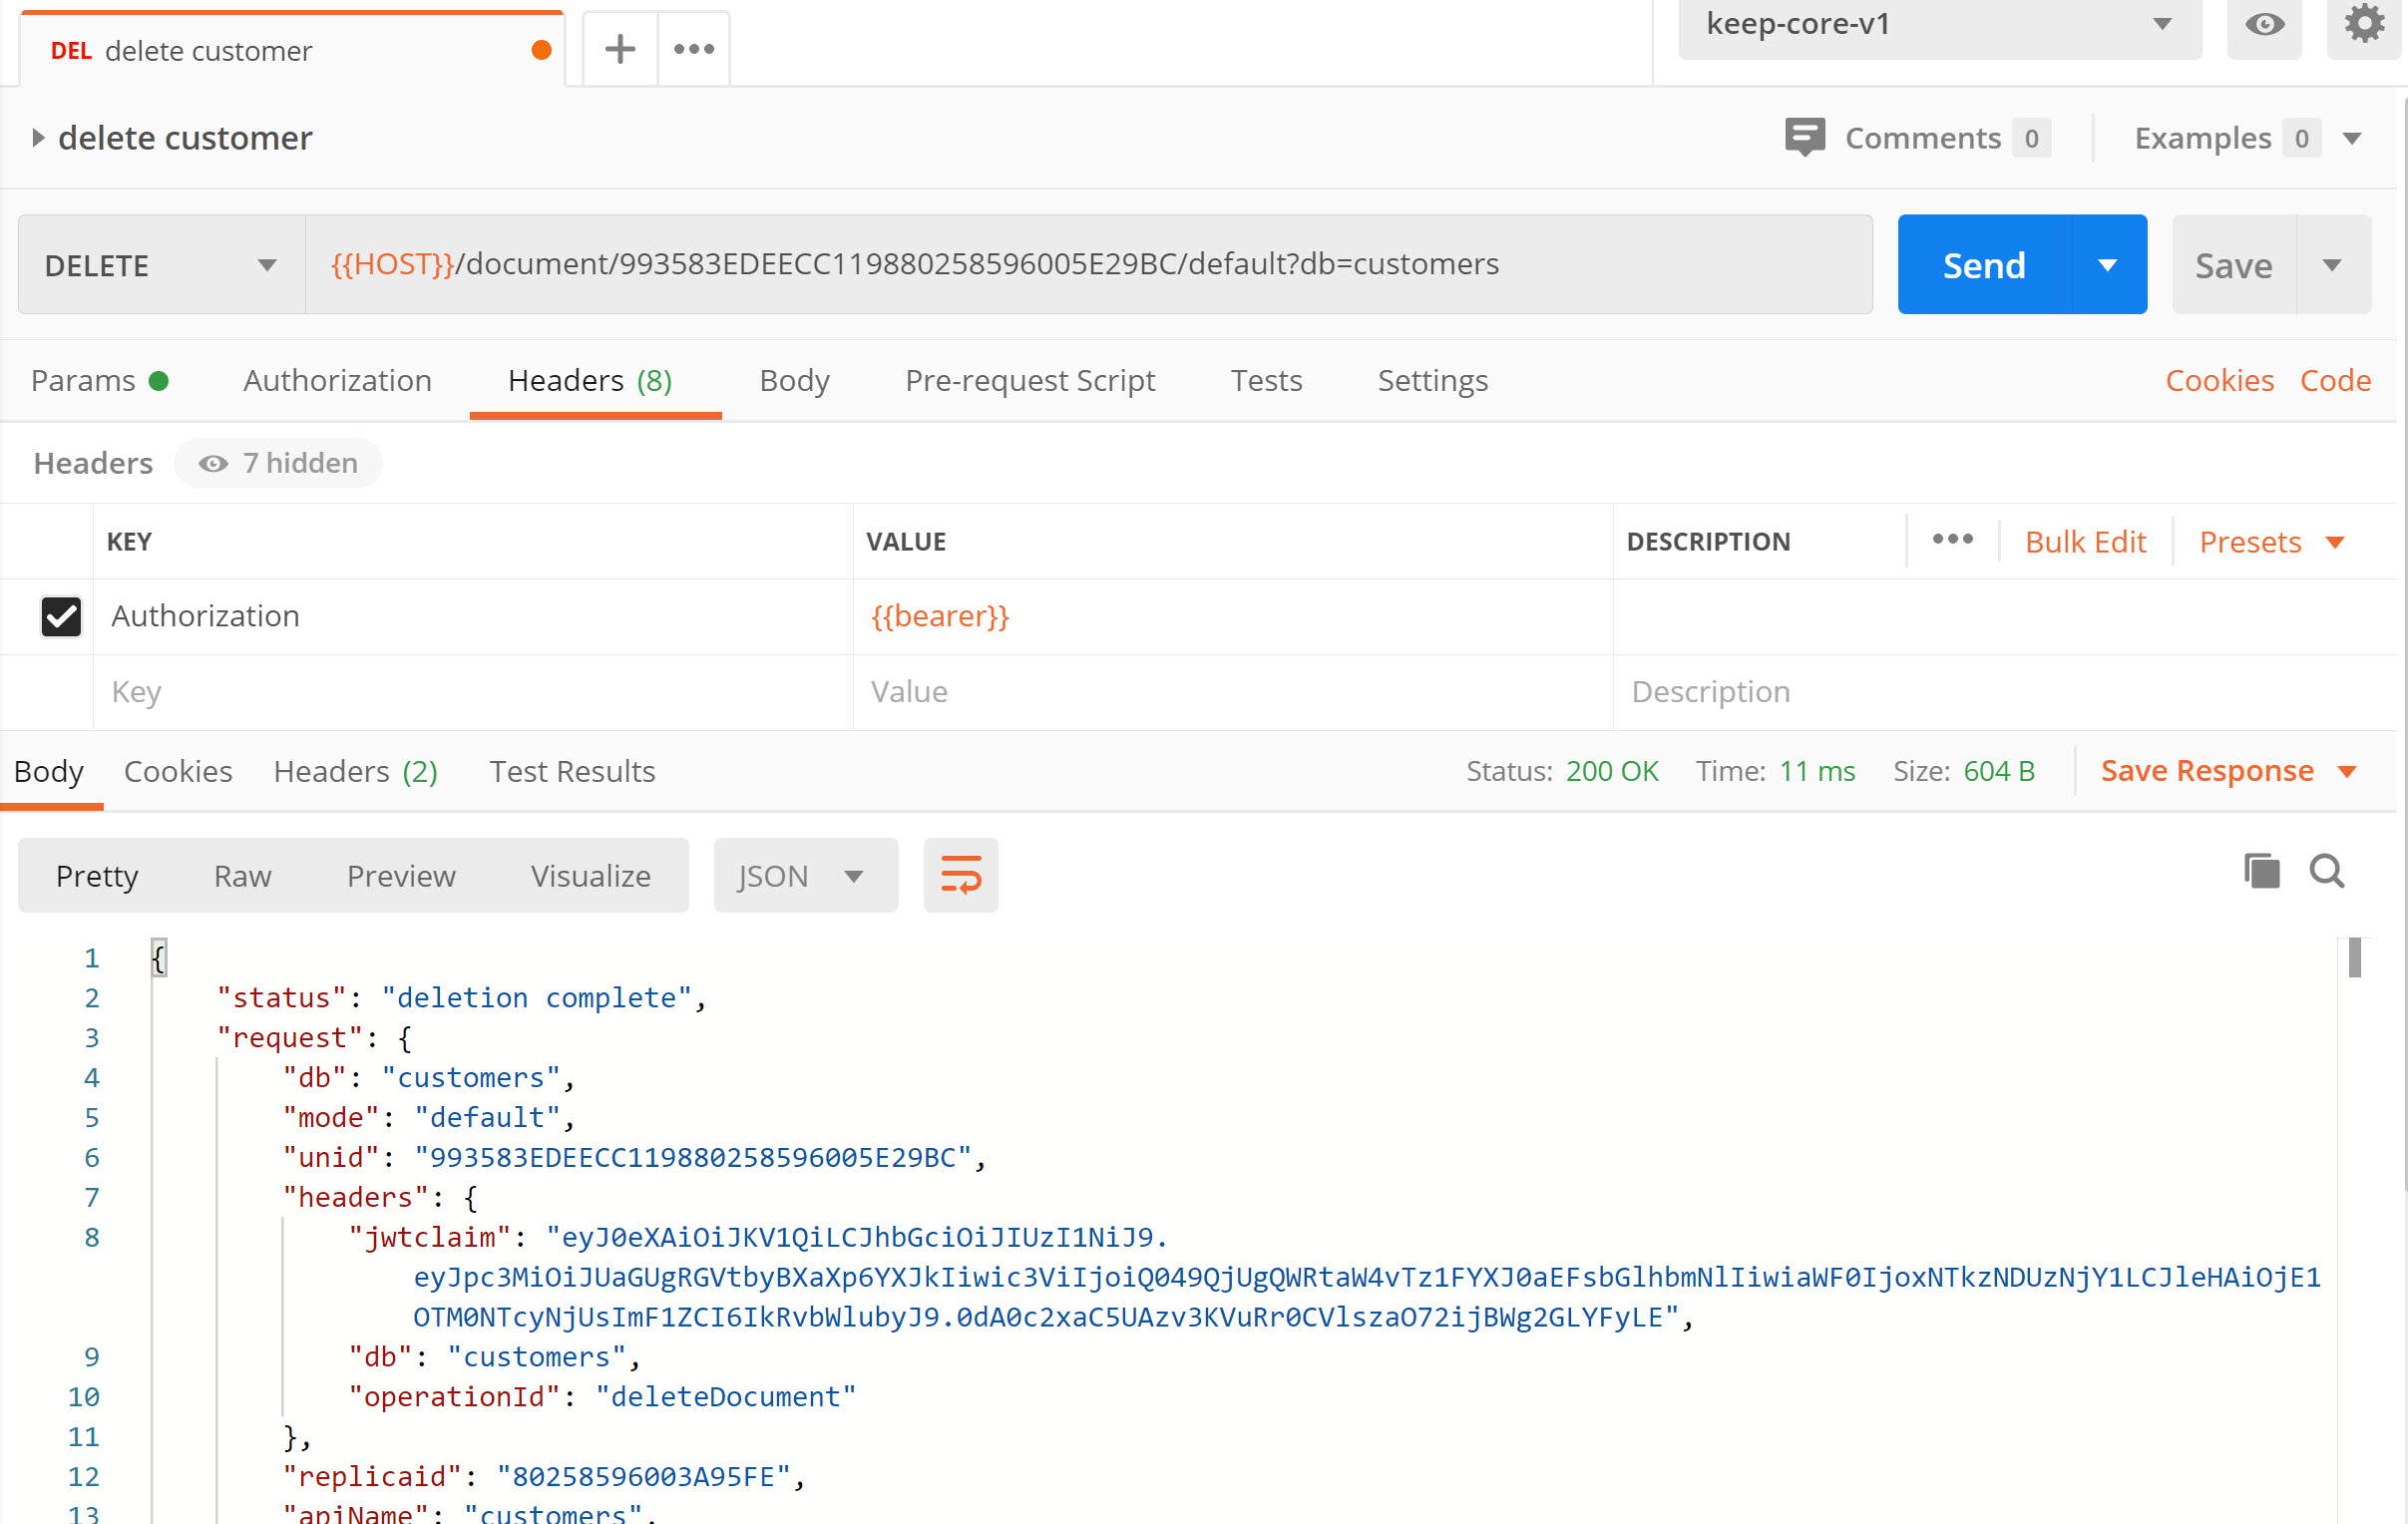 DEL delete customer
keep-core-v1
delete customer
Comments 0
Examples 0
DELETE
{{HOST}}/document/993583EDEECC119880258596005E29BC/default?db=customers
Send
Save
Params
Authorization
Headers (8)
Body
Pre-request Script
Tests
Settings
Cookies
Code
Headers
7 hidden
KEY
VALUE
DESCRIPTION
Bulk Edit
Presets
Authorization
{{bearer}}
Key
Value
Description
Body
Cookies
Headers (2)
Test Results
Status: 200 OK
Time: 11 ms
Size: 604 B
Save Response
Pretty
Raw
Preview
Visualize
JSON
1 {
2 "status": "deletion complete",
3 "request": {
4 "db": "customers",
5 "mode": "default",
6 "unid": "993583EDEECC119880258596005E29BC",
7 "headers": {
8 "jwtclaim": "eyJ0eXAiOiJKV1QiLCJhbGciOiJIUzI1NiJ9.
eyJpc3MiOiJUaGUgRGVtbyBXaXp6YXJkIiwic3ViIjoiQ049QjUgQWRtaW4vTz1FYXJ0aEFsbGlhbmNlIiwiaWF0IjoxNTkzNDUzNjY1LCJleHAiOjE1
OTM0NTcyNjUsImF1ZCI6IkRvbWlubyJ9.0dA0c2xaC5UAzv3KVuRr0CVlszaO72ijBWg2GLYFyLE",
9 "db": "customers",
10 "operationId": "deleteDocument"
11 },
12 "replicaid": "80258596003A95FE",
13 "apiName": "customers",